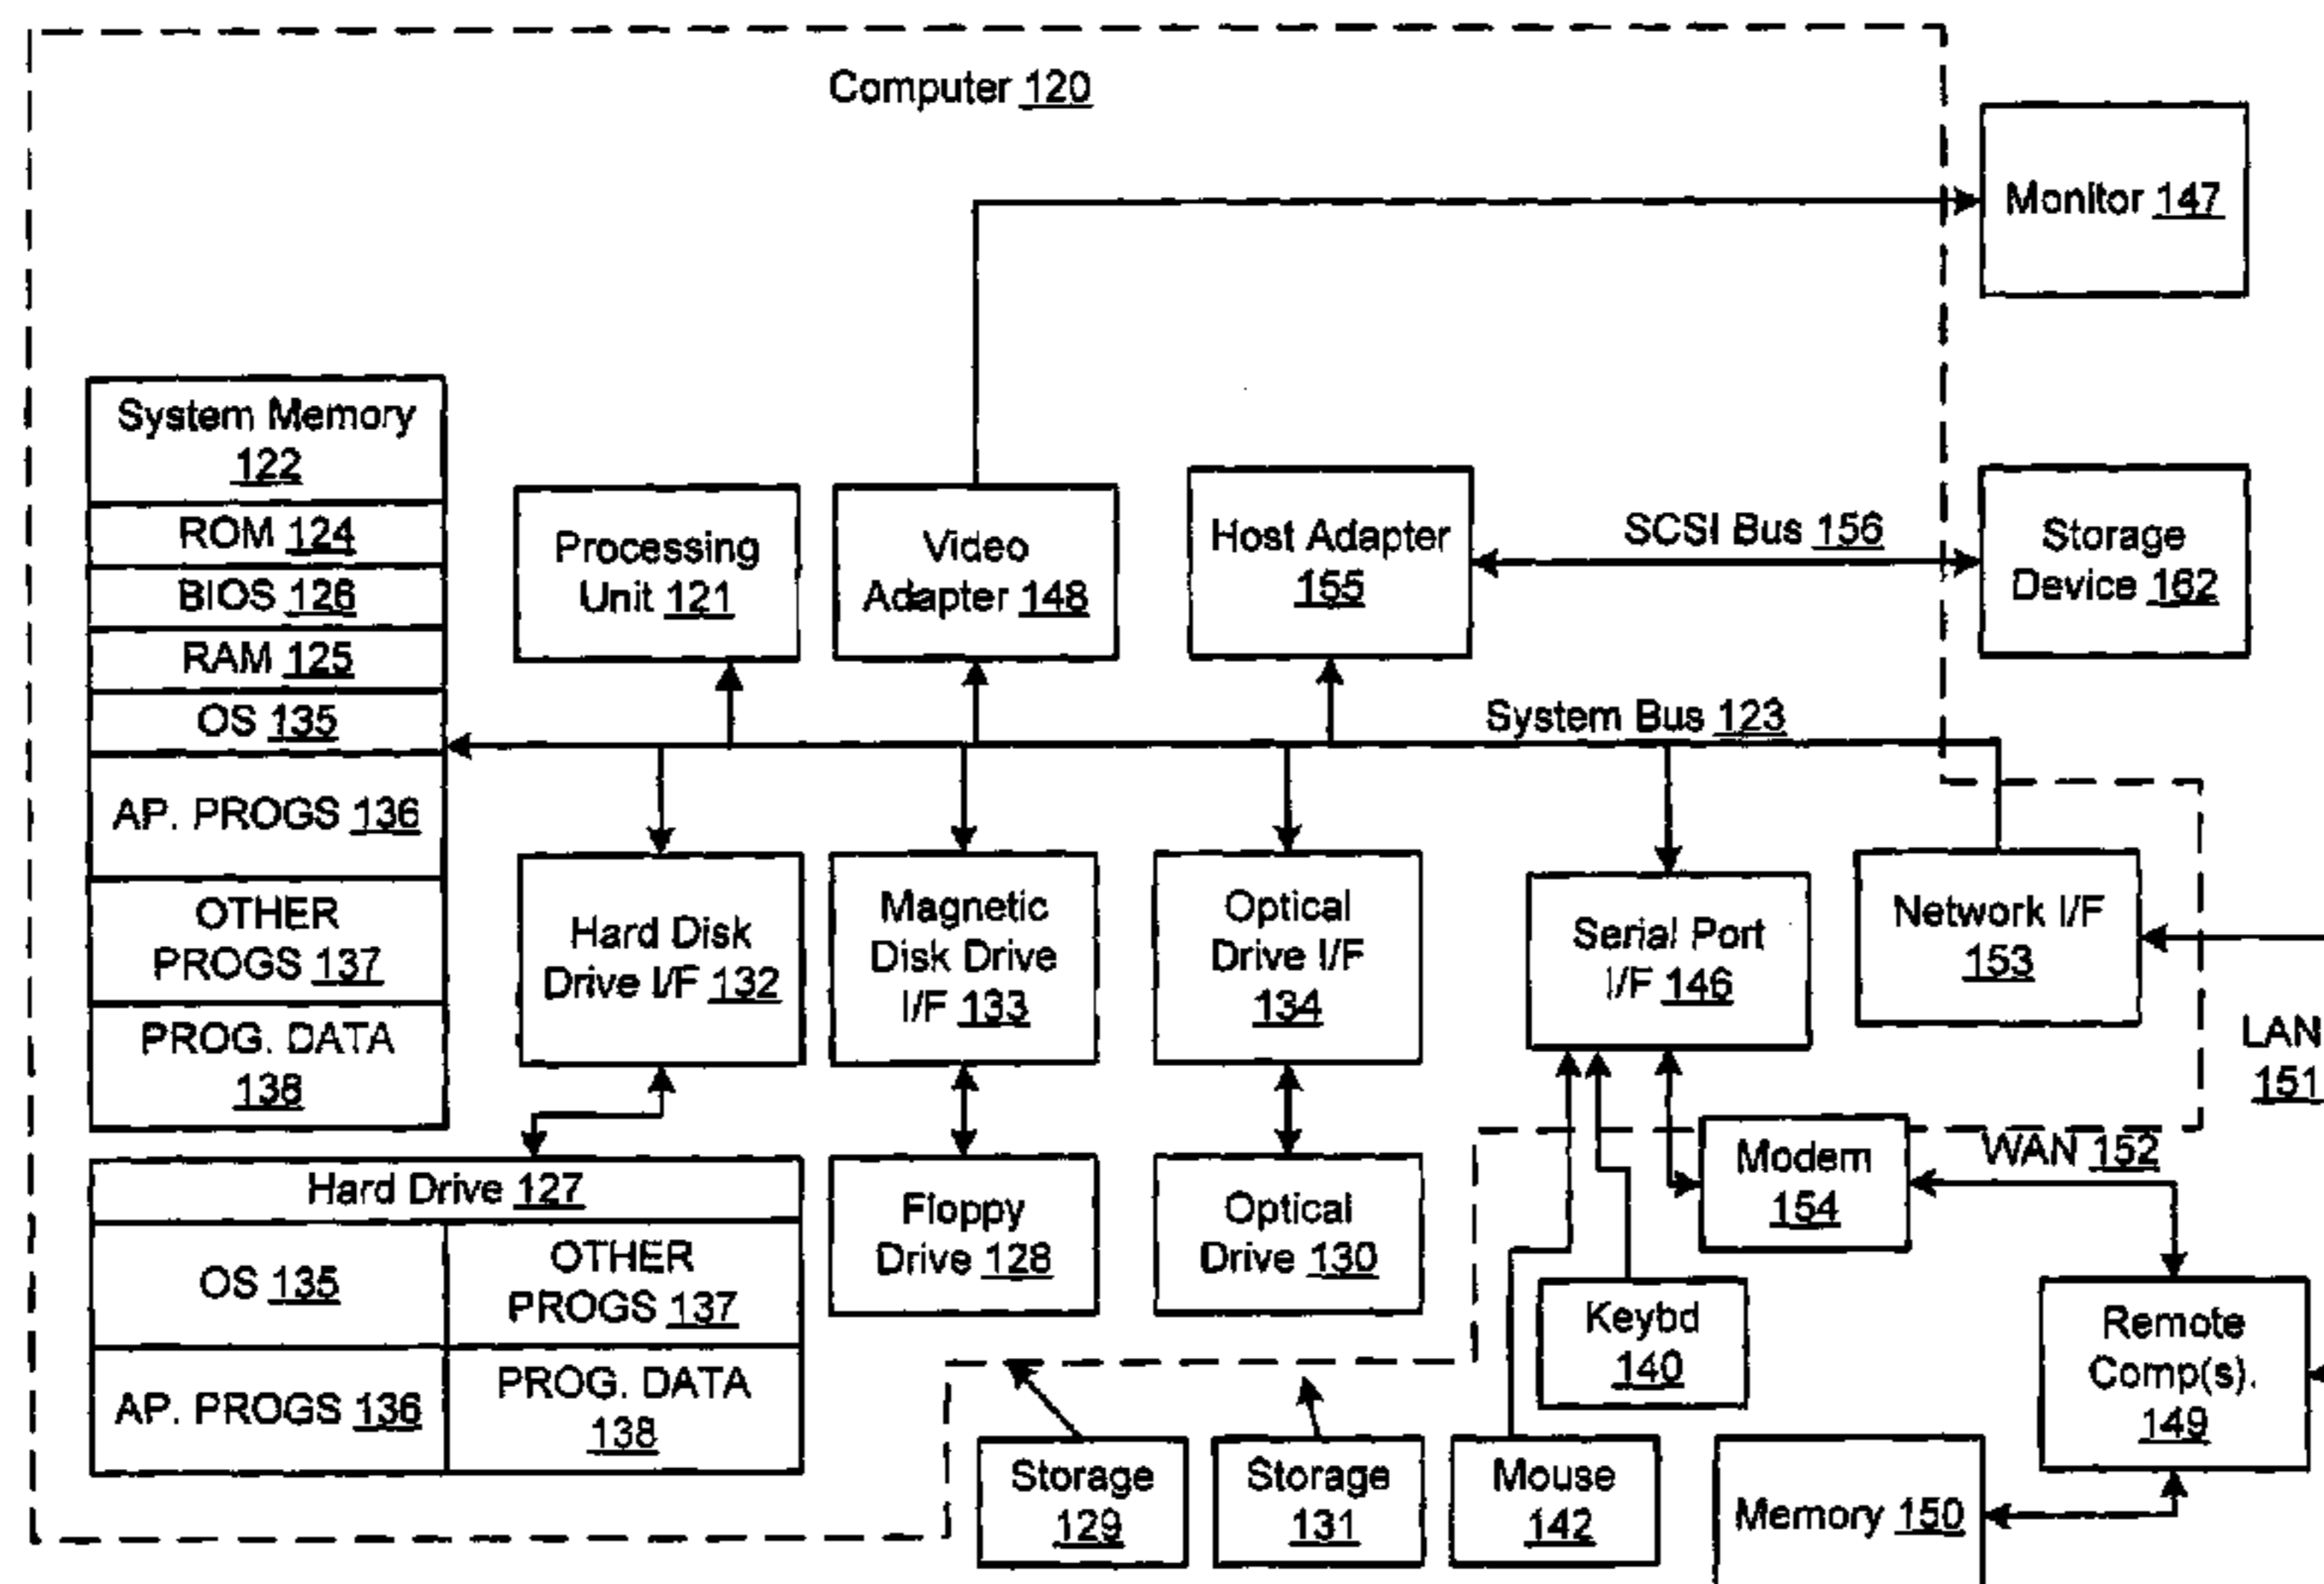 Computer 120
Monitor 147
System Memory
122
ROM 124
BIOS 126
RAM 125
OS 135
AP. PROGS 136
OTHER
PROGS 137
PROG. DATA
138
Processing
Unit 121
Video
Adapter 148
Host Adapter
155
SCSI Bus 156
Storage
Device 162
System Bus 123
Hard Disk
Drive I/F 132
Magnetic
Disk Drive
I/F 133
Optical
Drive I/F
134
Serial Port
I/F 146
Network I/F
153
LAN
151
Hard Drive 127
OS 135
OTHER
PROGS 137
AP. PROGS 136
PROG. DATA
138
Floppy
Drive 128
Optical
Drive 130
Modem
154
WAN 152
Keybd
140
Remote
Comp(s).
149
Storage
129
Storage
131
Mouse
142
Memory 150